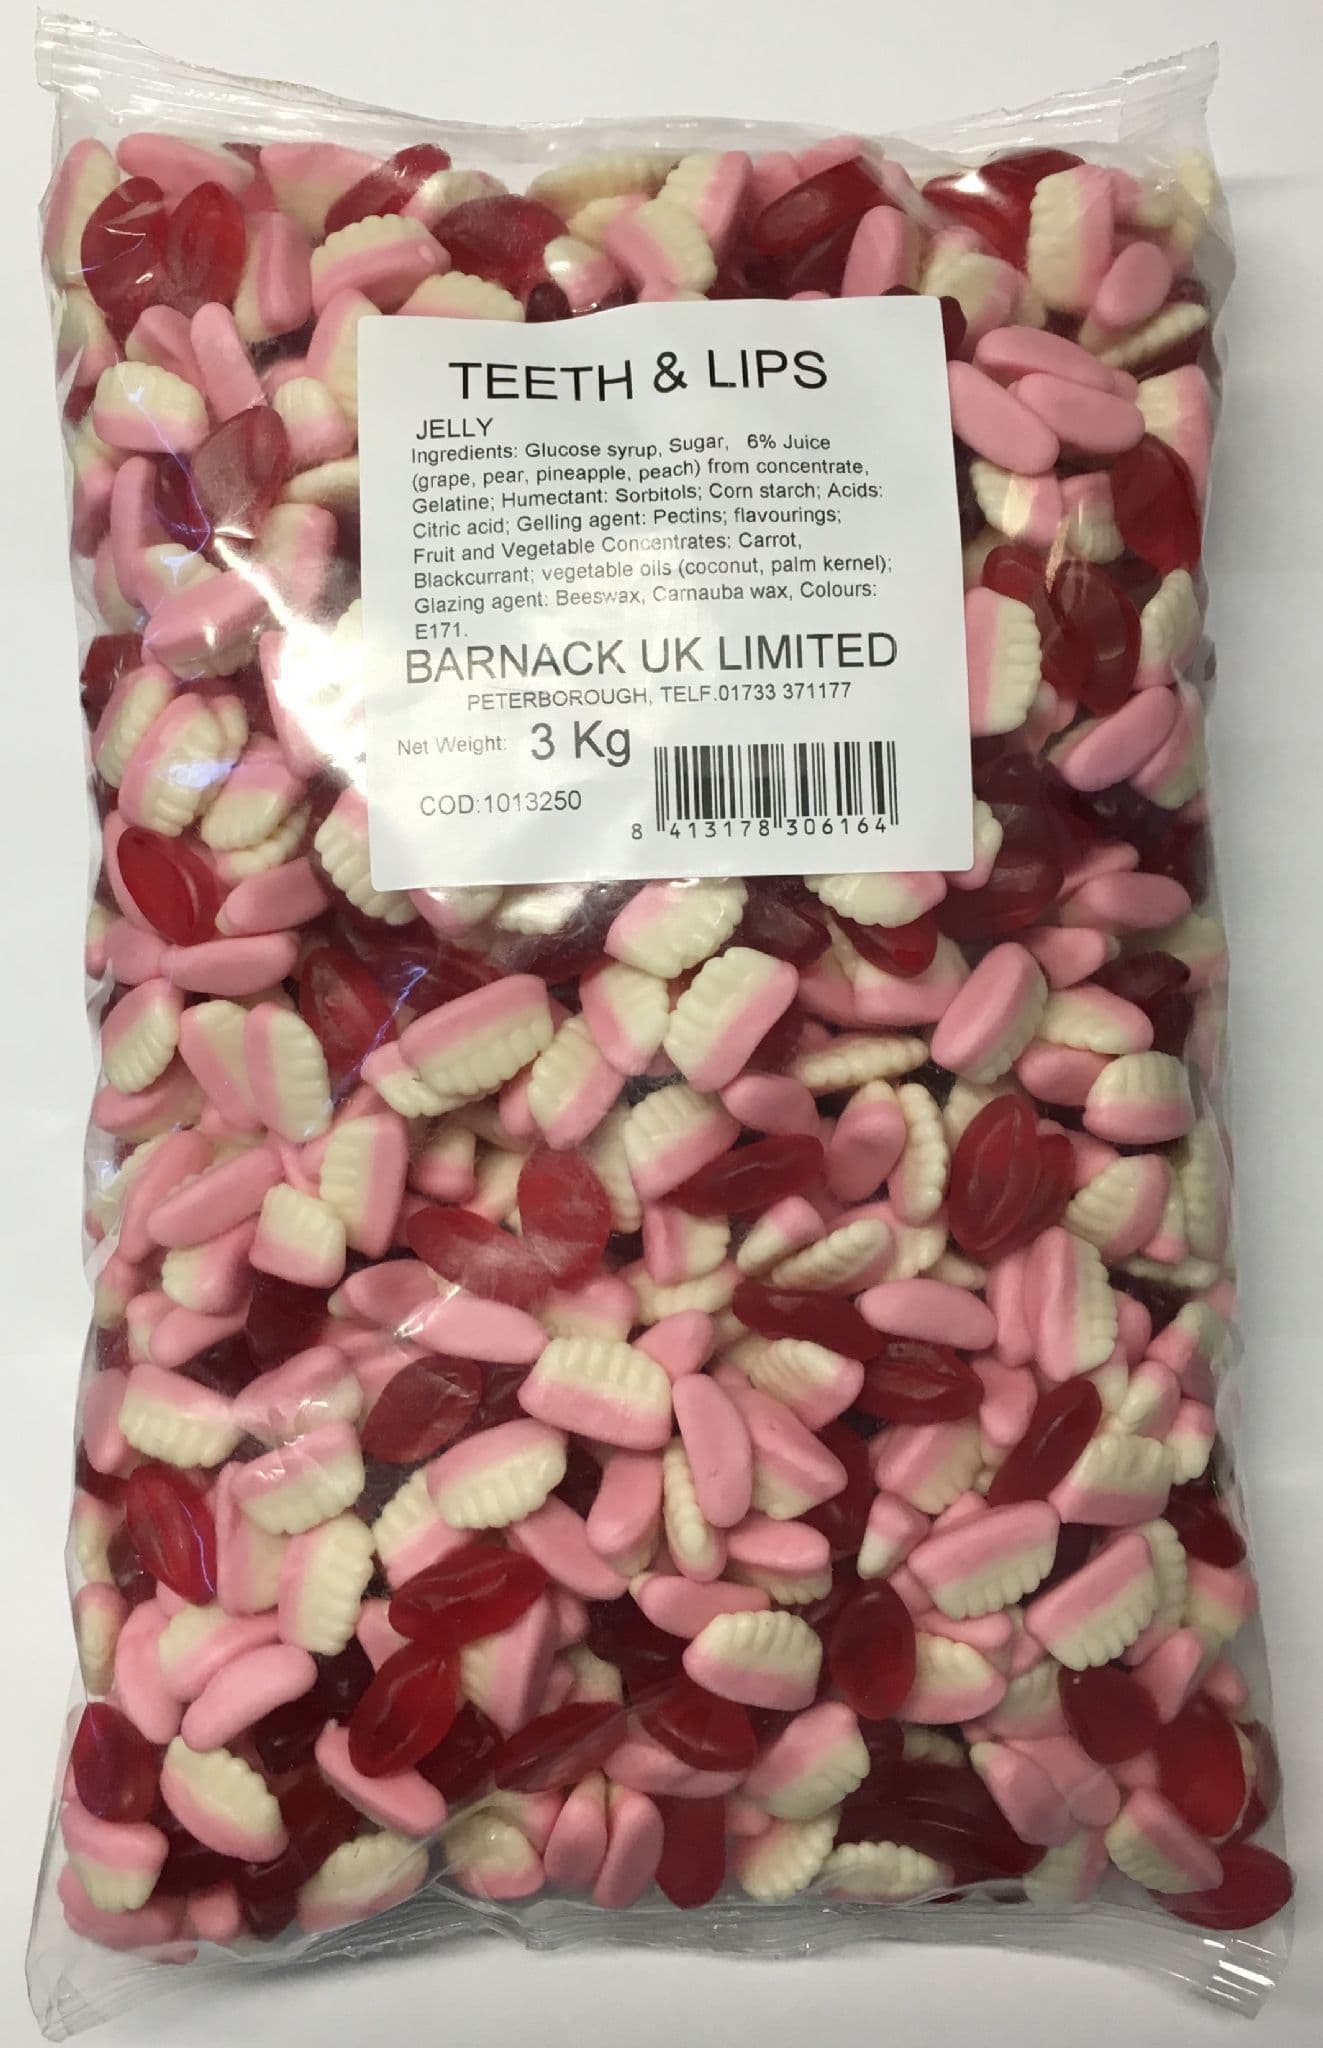 TEETH & LIPS
JELLY
Ingredients: Glucose syrup, Sugar, 6% Juice
(grape, pear, pineapple, peach) from concentrate,
Gelatine; Humectant: Sorbitols; Corn starch; Acids:
Citric acid; Gelling agent: Pectins; flavourings;
Fruit and Vegetable Concentrates: Carrot,
Blackcurrant; vegetable oils (coconut, palm kernel);
Glazing agent: Beeswax, Carnauba wax, Colours:
E171.
BARNACK UK LIMITED
PETERBOROUGH, TELF.01733 371177
Net Weight: 3 Kg
COD:1013250
8 413178 306164